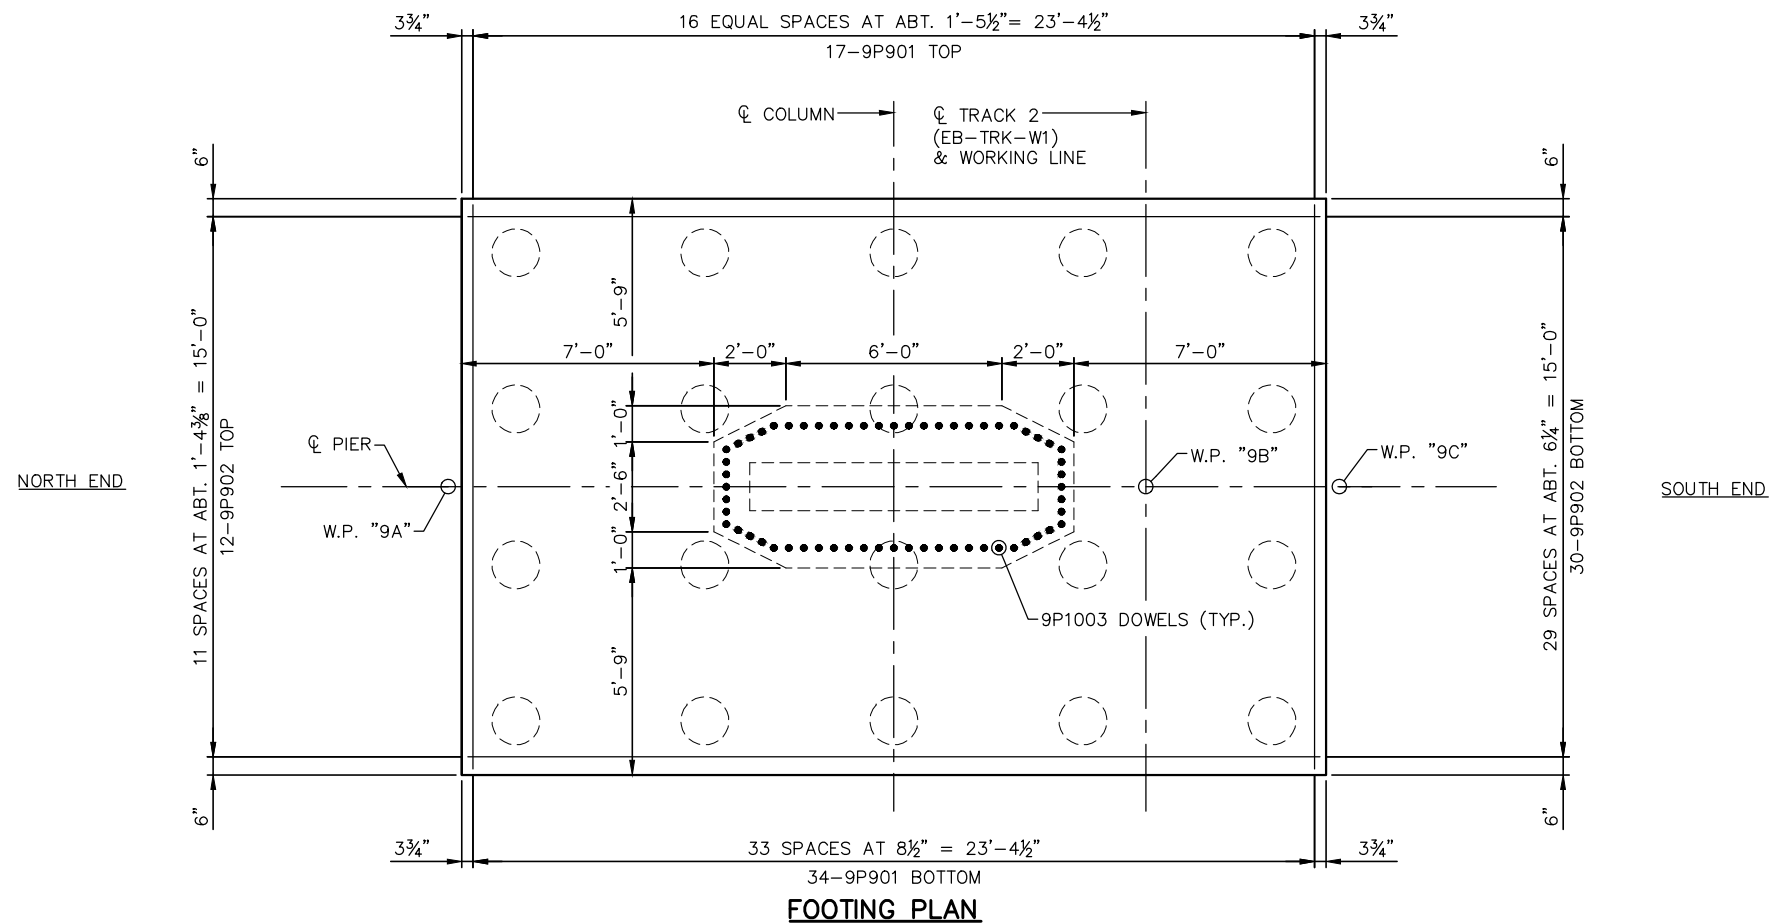 3¾"
16 EQUAL SPACES AT ABT. 1'-5½"= 23'-4½"
3¾"
17-9P901 TOP
℄ COLUMN
℄ TRACK 2
(EB-TRK-W1)
& WORKING LINE
6"
6"
5'-9"
11 SPACES AT ABT. 1'-4⅜" = 15'-0"
12-9P902 TOP
29 SPACES AT ABT. 6¼" = 15'-0"
30-9P902 BOTTOM
7'-0"
2'-0"
6'-0"
2'-0"
7'-0"
1'-0"
℄ PIER
W.P. "9B"
W.P. "9C"
NORTH END
2'-6"
SOUTH END
W.P. "9A"
1'-0"
9P1003 DOWELS (TYP.)
5'-9"
6"
6"
3¾"
33 SPACES AT 8½" = 23'-4½"
3¾"
34-9P901 BOTTOM
FOOTING PLAN